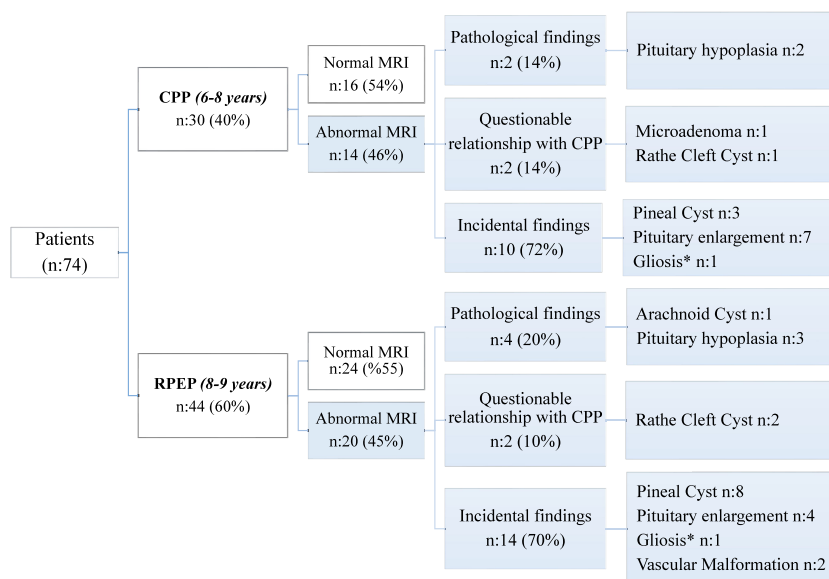 Patients
(n:74)
CPP (6-8 years)
n:30 (40%)
Normal MRI
n:16 (54%)
Abnormal MRI
n:14 (46%)
Pathological findings
n:2 (14%)
Pituitary hypoplasia n:2
Questionable
relationship with CPP
n:2 (14%)
Microadenoma n:1
Rathe Cleft Cyst n:1
Incidental findings
n:10 (72%)
Pineal Cyst n:3
Pituitary enlargement n:7
Gliosis* n:1
RPEP (8-9 years)
n:44 (60%)
Normal MRI
n:24 (%55)
Abnormal MRI
n:20 (45%)
Pathological findings
n:4 (20%)
Arachnoid Cyst n:1
Pituitary hypoplasia n:3
Questionable
relationship with CPP
n:2 (10%)
Rathe Cleft Cyst n:2
Incidental findings
n:14 (70%)
Pineal Cyst n:8
Pituitary enlargement n:4
Gliosis* n:1
Vascular Malformation n:2